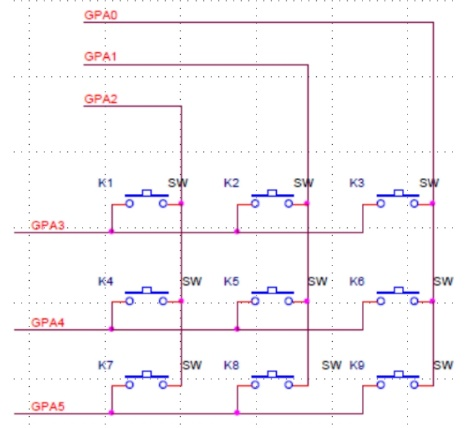 GPA0
GPA1
GPA2
K1 SW K2 SW K3 SW
GPA3
K4 SW K5 SW K6 SW
GPA4
K7 SW K8 SW K9 SW
GPA5